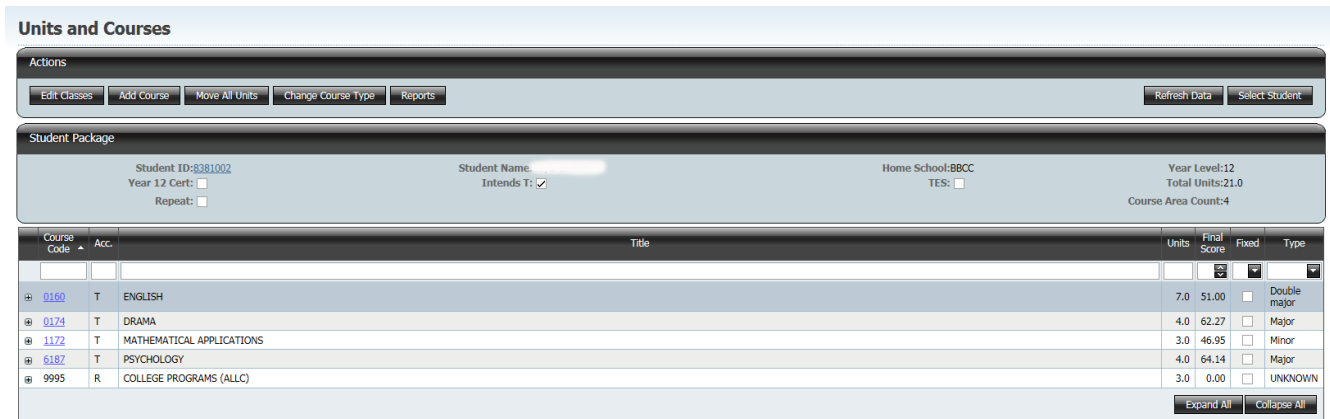 Units and Courses
Actions
Edit Classes Add Course Move All Units Change Course Type Reports Refresh Data Select Student
Student Package
Student ID:8381002 Student Name: Home School:BBCC Year Level:12
Year 12 Cert: Intends T: TES: Total Units:21.0
Repeat: Course Area Count:4
Course Code Acc. Title Units Final Score Fixed Type
0160 T ENGLISH 7.0 51.00 Double major
0174 T DRAMA 4.0 62.27 Major
1172 T MATHEMATICAL APPLICATIONS 3.0 46.95 Minor
6187 T PSYCHOLOGY 4.0 64.14 Major
9995 R COLLEGE PROGRAMS (ALLC) 3.0 0.00 UNKNOWN
Expand All Collapse All